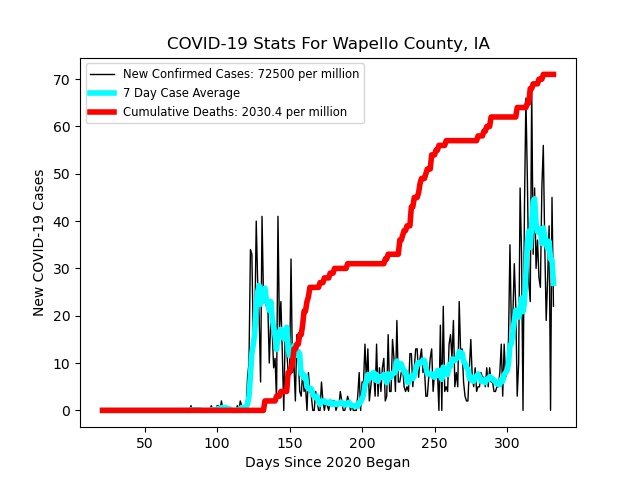 COVID-19 Stats For Wapello County, IA
New Confirmed Cases: 72500 per million
7 Day Case Average
Cumulative Deaths: 2030.4 per million
New COVID-19 Cases
70
60
50
40
30
20
10
0
50
100
150
200
250
300
Days Since 2020 Began